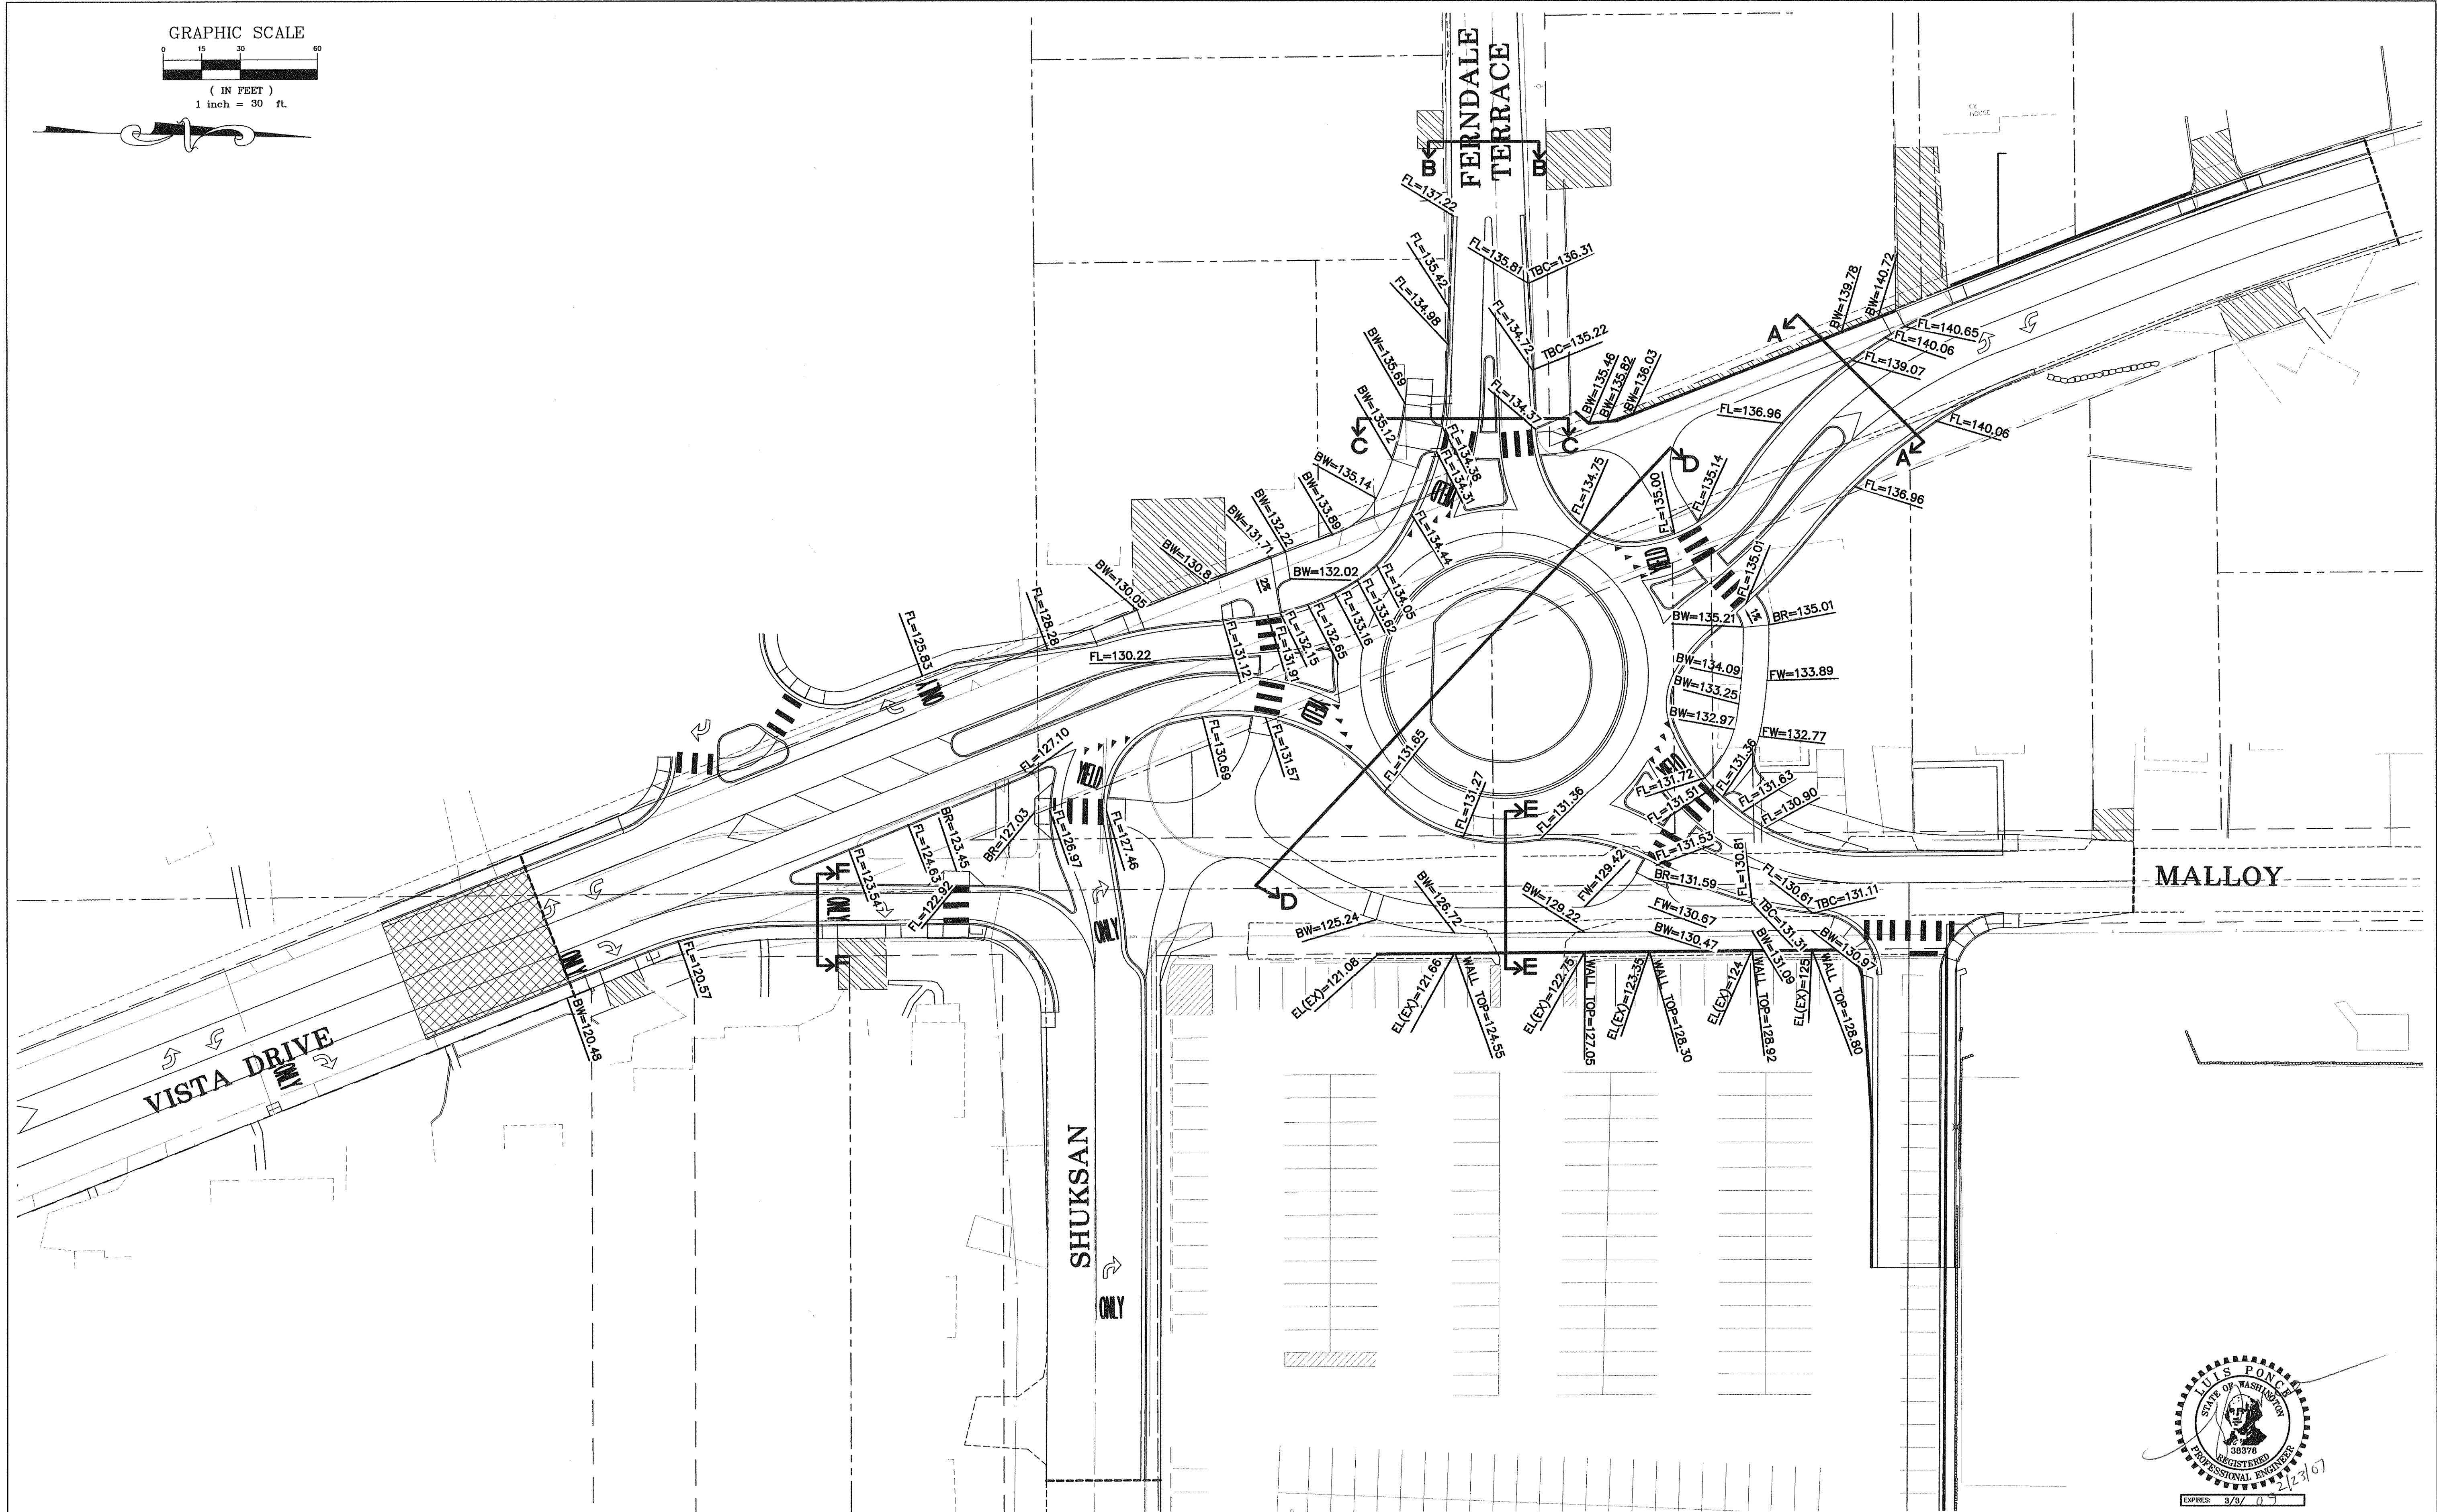 GRAPHIC SCALE
0 15 30 60
( IN FEET )
1 inch = 30 ft.
FERNDALE
TERRACE
EX
HOUSE
B
B
FL=137.22
FL=135.42
FL=134.98
FL=135.81
TBC=136.31
FL=134.72
TBC=135.22
FL=134.37
BW=135.69
BW=135.12
BW=135.14
C
C
BW=135.46
BW=135.82
BW=136.03
A
A
BW=139.78
BW=140.72
FL=140.65
FL=140.06
FL=139.07
FL=136.96
FL=140.06
FL=136.96
FL=134.38
FL=134.31
YIELD
FL=134.44
FL=134.75
FL=135.00
FL=135.14
D
YIELD
FL=135.01
BW=135.21
1%
BR=135.01
BW=133.89
BW=132.22
BW=131.71
BW=130.8
BW=130.05
2%
BW=132.02
FL=134.05
FL=133.62
FL=133.16
FL=132.65
FL=132.15
FL=131.91
FL=131.12
FL=128.28
FL=125.83
FL=130.22
ONLY
YIELD
BW=134.09
BW=133.25
BW=132.97
FW=133.89
FW=132.77
FL=127.10
YIELD
FL=130.69
FL=131.57
FL=131.65
FL=131.27
FL=131.36
YIELD
FL=131.72
FL=131.51
FL=131.36
FL=131.63
FL=130.90
FL=131.53
BR=131.59
FL=130.81
FL=130.61
TBC=131.11
TBC=131.31
FW=129.42
FW=130.67
BW=130.47
BW=131.09
BW=130.97
BW=129.22
BW=126.72
BW=125.24
D
E
E
F
F
ONLY
FL=123.54
FL=124.63
BR=123.45
FL=122.92
BR=127.03
FL=126.97
FL=127.46
ONLY
ONLY
FL=120.57
BW=120.48
EL(EX)=121.08
EL(EX)=121.66
WALL TOP=124.55
EL(EX)=122.75
WALL TOP=127.05
EL(EX)=123.35
WALL TOP=128.30
EL(EX)=124
WALL TOP=128.92
EL(EX)=125
WALL TOP=128.80
MALLOY
VISTA DRIVE
ONLY
SHUKSAN
ONLY
LUIS PONCE
STATE OF WASHINGTON
38378
REGISTERED
PROFESSIONAL ENGINEER
2/23/07
EXPIRES: 3/3/ 09